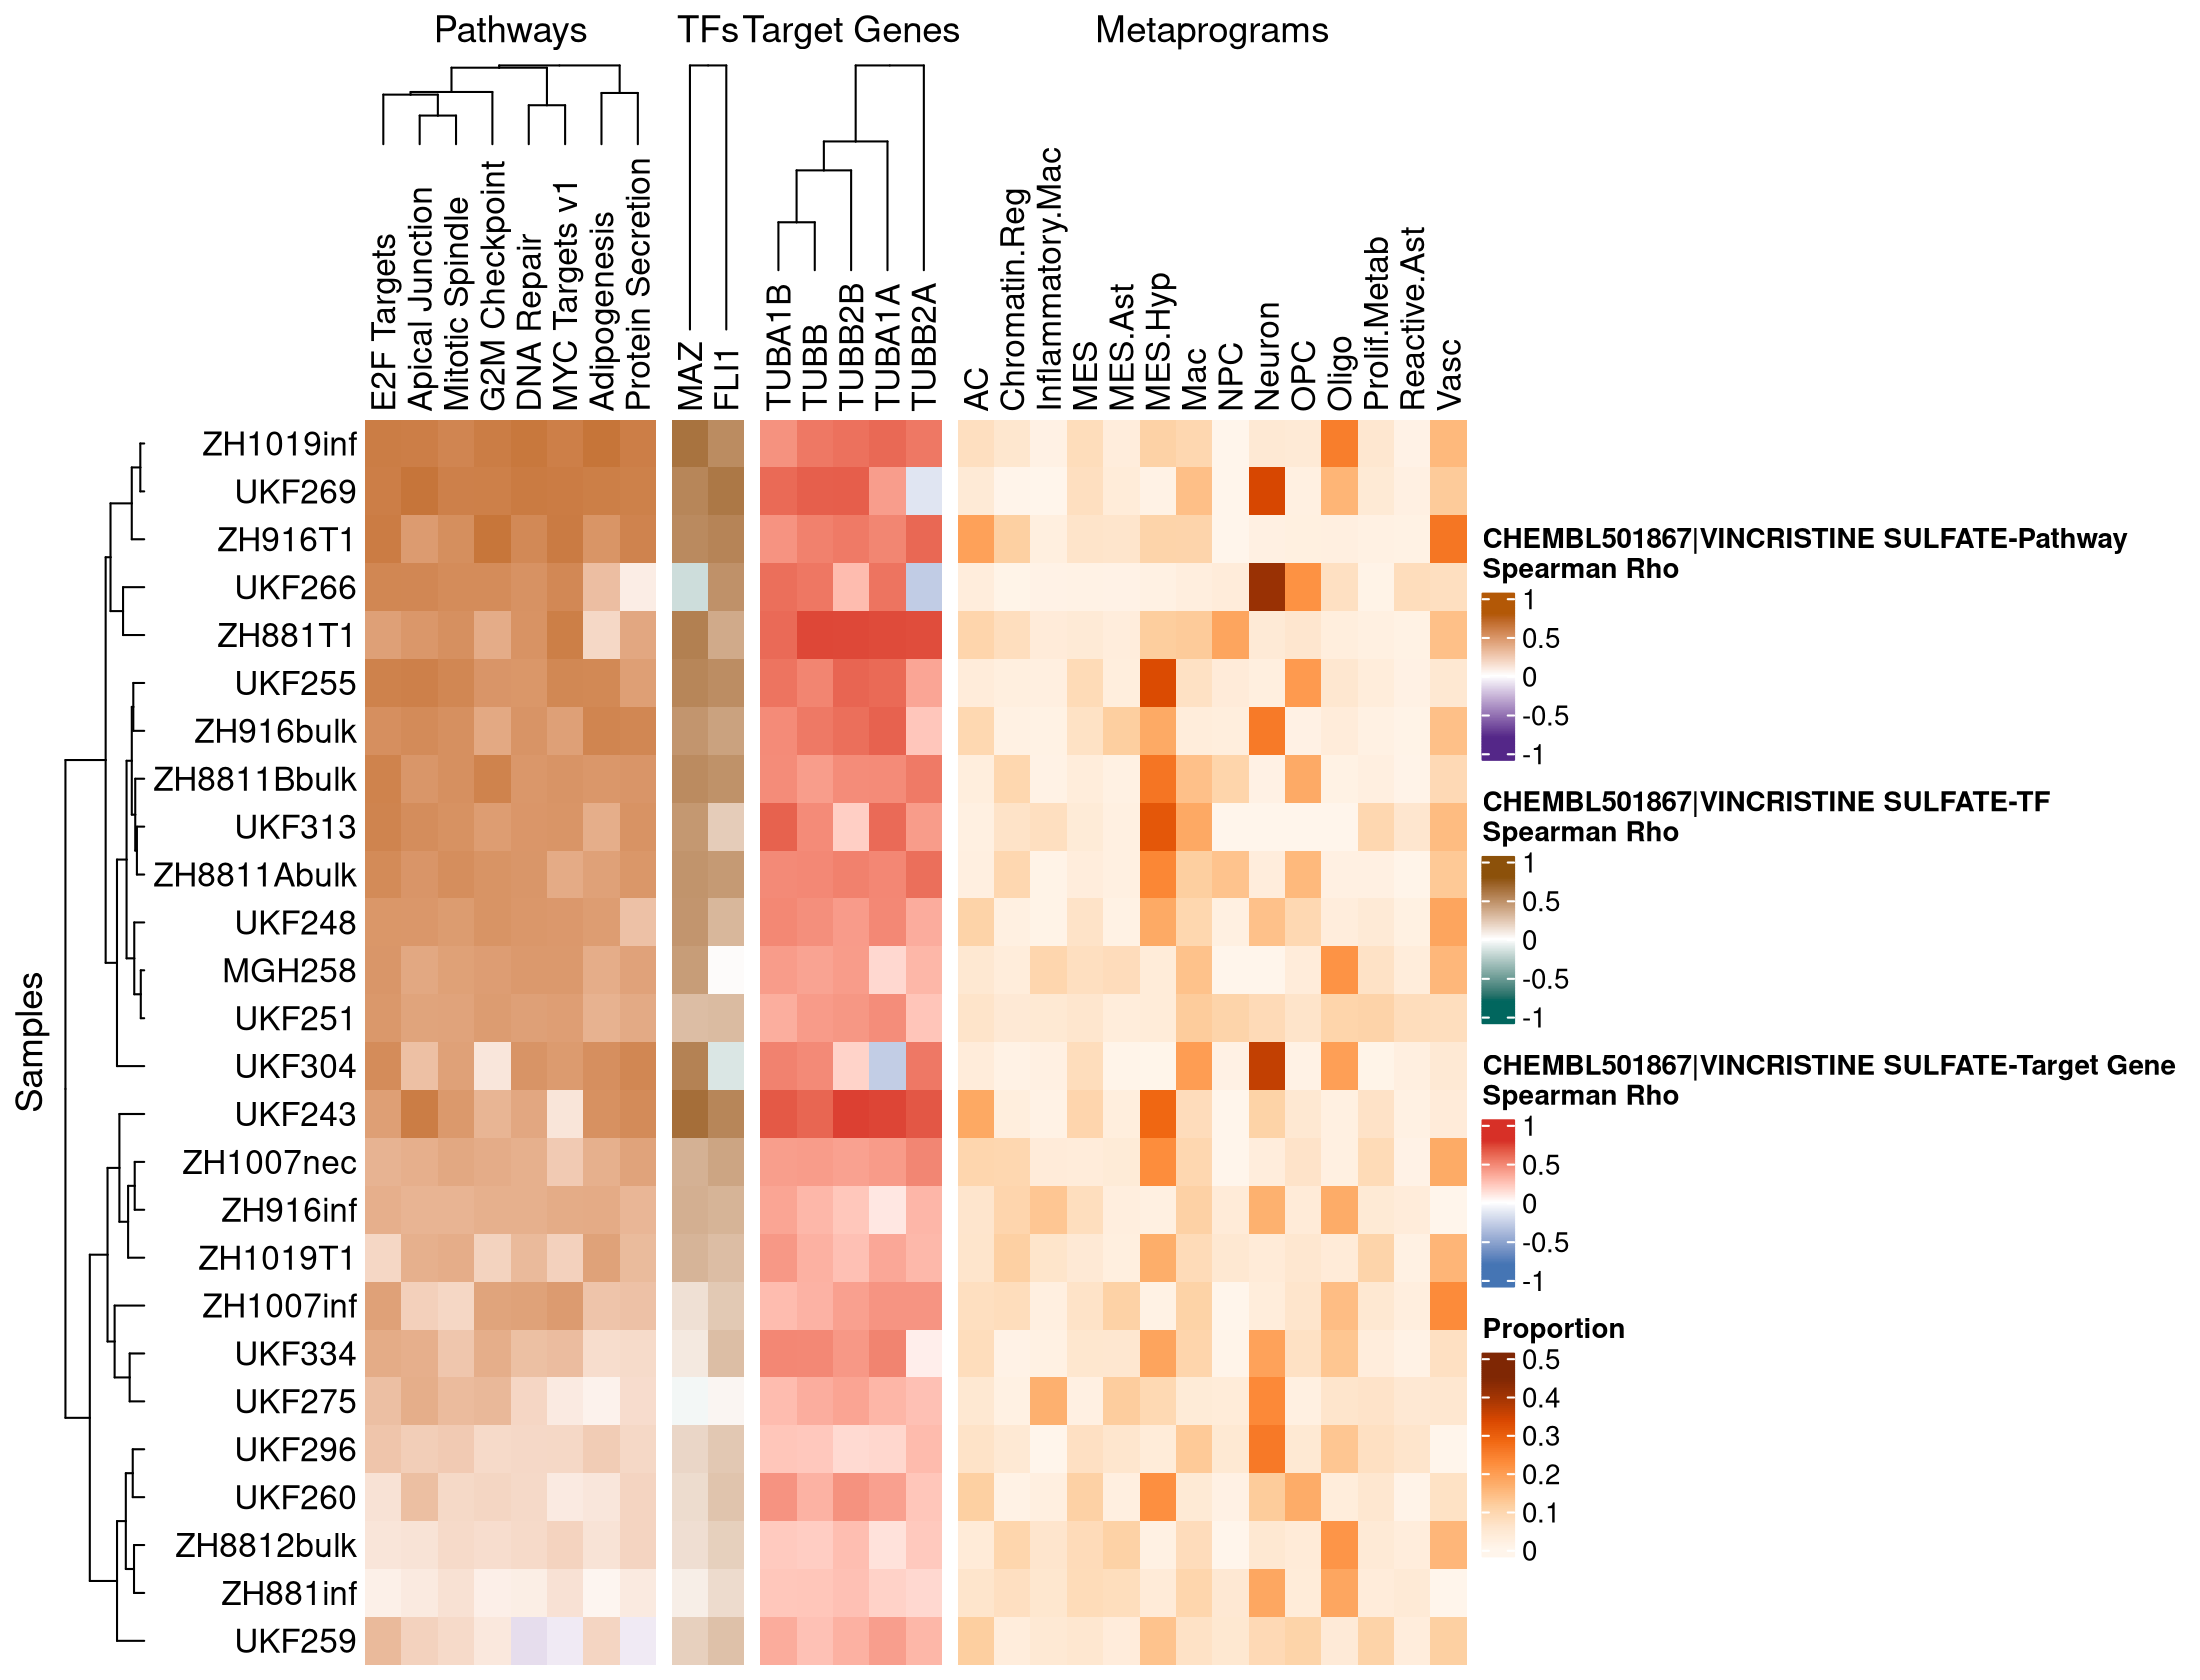 Pathways
TFs
Target Genes
Metaprograms
E2F Targets
Apical Junction
Mitotic Spindle
G2M Checkpoint
DNA Repair
MYC Targets v1
Adipogenesis
Protein Secretion
MAZ
FLI1
TUBA1B
TUBB
TUBB2B
TUBA1A
TUBB2A
AC
Chromatin.Reg
Inflammatory.Mac
MES
MES.Ast
MES.Hyp
Mac
NPC
Neuron
OPC
Oligo
Prolif.Metab
Reactive.Ast
Vasc
Samples
ZH1019inf
UKF269
ZH916T1
UKF266
ZH881T1
UKF255
ZH916bulk
ZH8811Bbulk
UKF313
ZH8811Abulk
UKF248
MGH258
UKF251
UKF304
UKF243
ZH1007nec
ZH916inf
ZH1019T1
ZH1007inf
UKF334
UKF275
UKF296
UKF260
ZH8812bulk
ZH881inf
UKF259
CHEMBL501867|VINCRISTINE SULFATE-Pathway
Spearman Rho
1
0.5
0
-0.5
-1
CHEMBL501867|VINCRISTINE SULFATE-TF
Spearman Rho
1
0.5
0
-0.5
-1
CHEMBL501867|VINCRISTINE SULFATE-Target Gene
Spearman Rho
1
0.5
0
-0.5
-1
Proportion
0.5
0.4
0.3
0.2
0.1
0